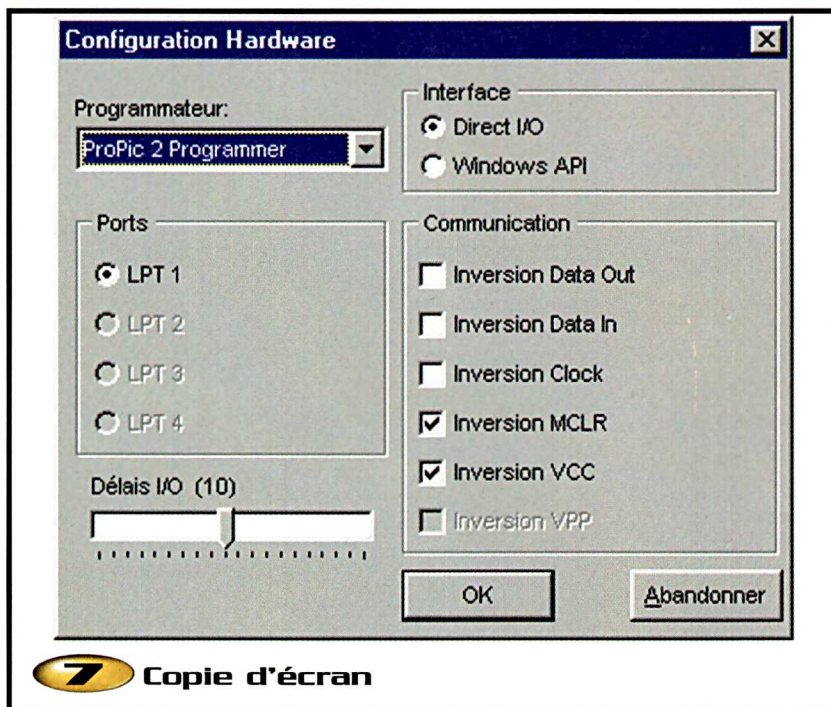 Configuration Hardware
Programmateur:
ProPic 2 Programmer
Interface
Direct I/O
Windows API
Ports
LPT 1
LPT 2
LPT 3
LPT 4
Délais I/O (10)
Communication
Inversion Data Out
Inversion Data In
Inversion Clock
Inversion MCLR
Inversion VCC
Inversion VPP
OK
Abandonner
7 Copie d'écran